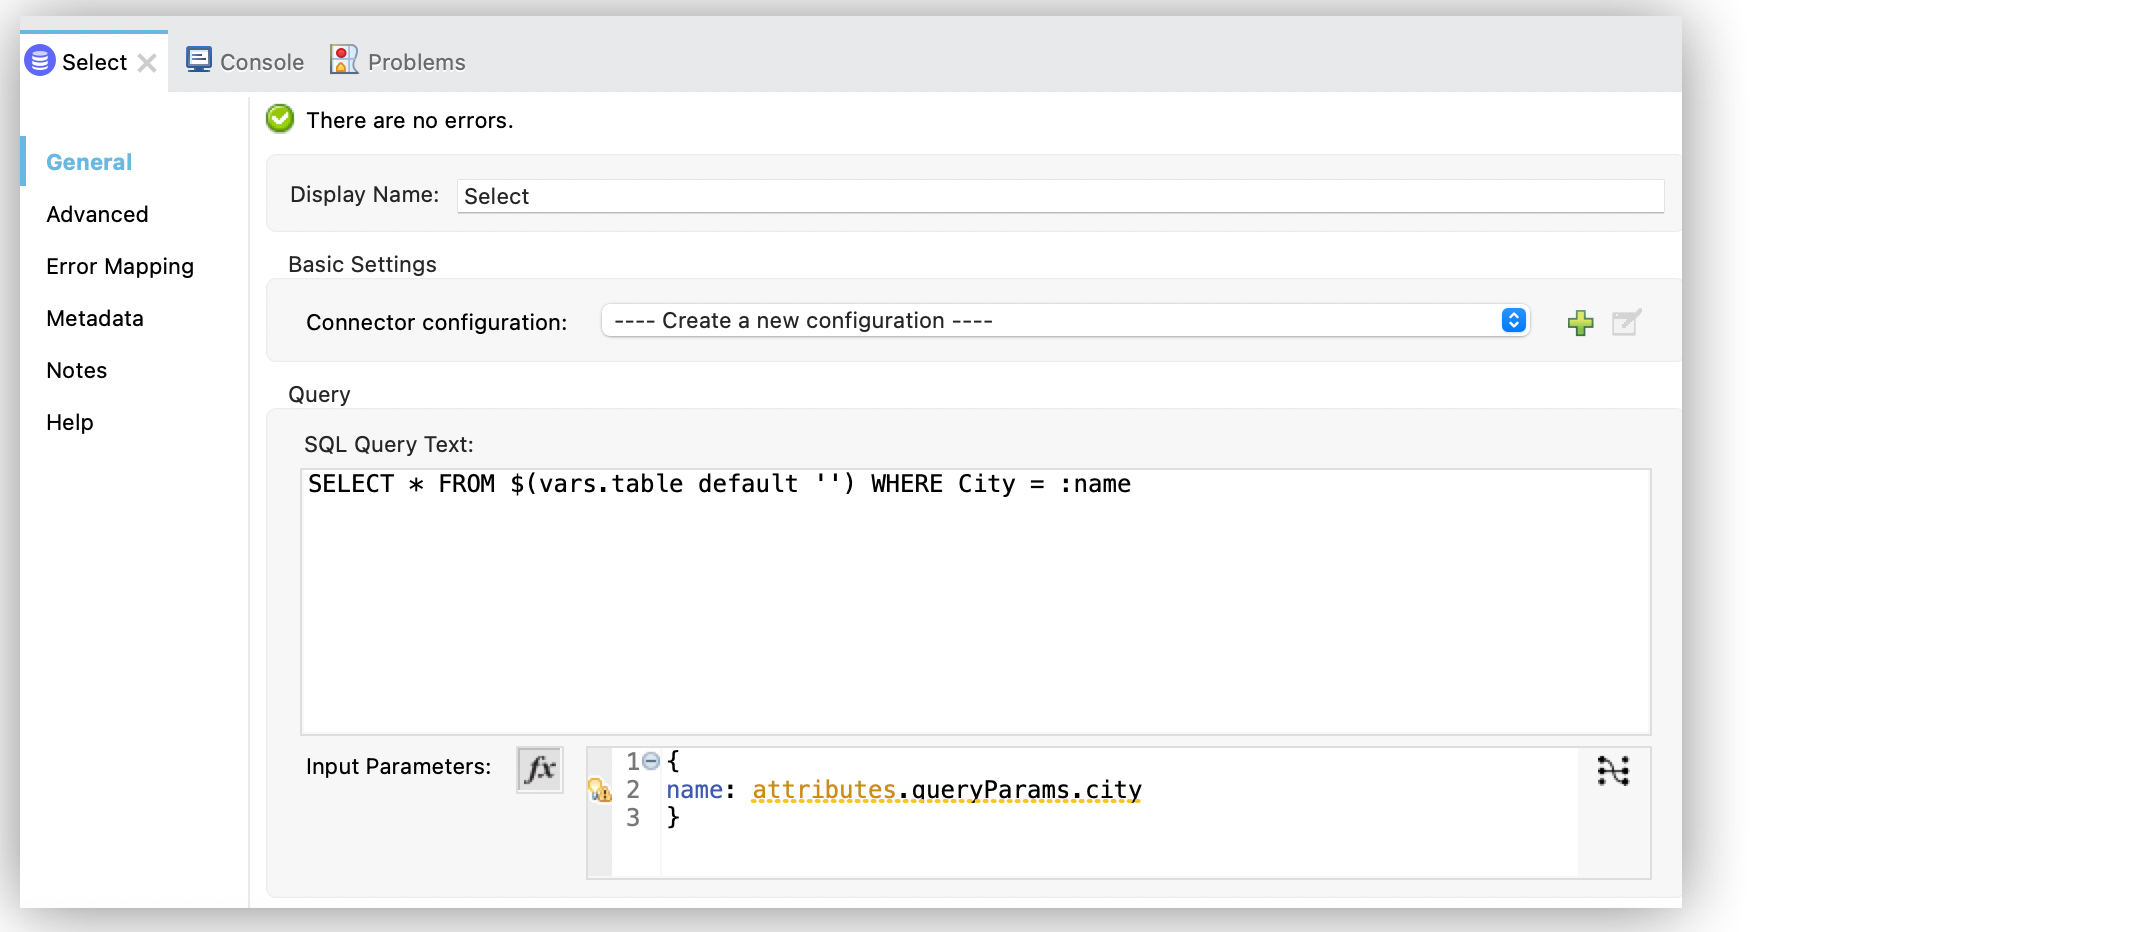 Select Console Problems
There are no errors.
General
Advanced
Error Mapping
Metadata
Notes
Help
Display Name: Select
Basic Settings
Connector configuration: ---- Create a new configuration ----
Query
SQL Query Text:
SELECT * FROM $(vars.table default '') WHERE City = :name
Input Parameters: fx
1 {
2 name: attributes.queryParams.city
3 }